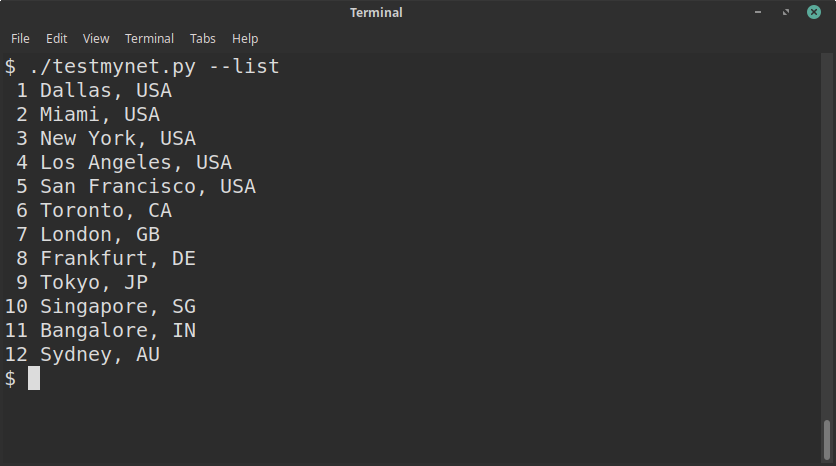 Terminal
File Edit View Terminal Tabs Help
$ ./testmynet.py --list
 1 Dallas, USA
 2 Miami, USA
 3 New York, USA
 4 Los Angeles, USA
 5 San Francisco, USA
 6 Toronto, CA
 7 London, GB
 8 Frankfurt, DE
 9 Tokyo, JP
10 Singapore, SG
11 Bangalore, IN
12 Sydney, AU
$